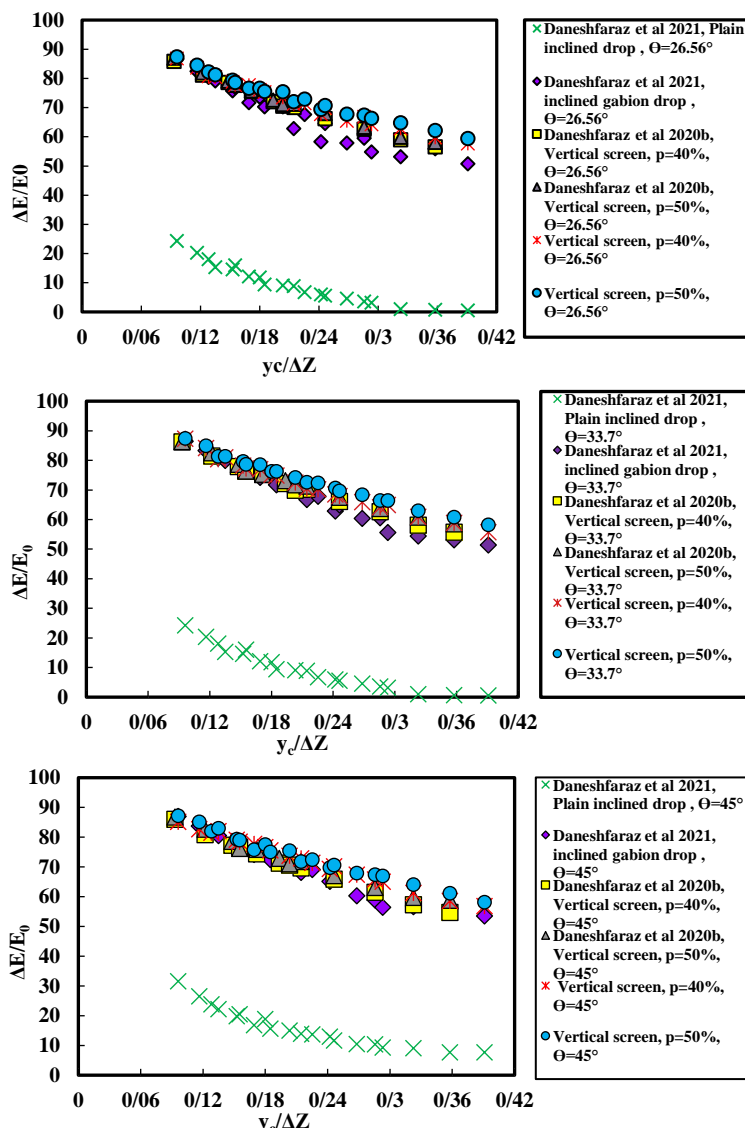 100
90
80
70
60
50
40
30
20
10
0
ΔE/E0
0
0/06
0/12
0/18
0/24
0/3
0/36
0/42
yc/ΔZ
Daneshfaraz et al 2021, Plain
inclined drop , Θ=26.56°
Daneshfaraz et al 2021,
inclined gabion drop ,
Θ=26.56°
Daneshfaraz et al 2020b,
Vertical screen, p=40%,
Θ=26.56°
Daneshfaraz et al 2020b,
Vertical screen, p=50%,
Θ=26.56°
Vertical screen, p=40%,
Θ=26.56°
Vertical screen, p=50%,
Θ=26.56°
100
90
80
70
60
50
40
30
20
10
0
ΔE/E₀
0
0/06
0/12
0/18
0/24
0/3
0/36
0/42
y_c/ΔZ
Daneshfaraz et al 2021,
Plain inclined drop ,
Θ=33.7°
Daneshfaraz et al 2021,
inclined gabion drop ,
Θ=33.7°
Daneshfaraz et al 2020b,
Vertical screen, p=40%,
Θ=33.7°
Daneshfaraz et al 2020b,
Vertical screen, p=50%,
Θ=33.7°
Vertical screen, p=40%,
Θ=33.7°
Vertical screen, p=50%,
Θ=33.7°
100
90
80
70
60
50
40
30
20
10
0
ΔE/E₀
0
0/06
0/12
0/18
0/24
0/3
0/36
0/42
y_c/ΔZ
Daneshfaraz et al 2021,
Plain inclined drop , Θ=45°
Daneshfaraz et al 2021,
inclined gabion drop ,
Θ=45°
Daneshfaraz et al 2020b,
Vertical screen, p=40%,
Θ=45°
Daneshfaraz et al 2020b,
Vertical screen, p=50%,
Θ=45°
Vertical screen, p=40%,
Θ=45°
Vertical screen, p=50%,
Θ=45°